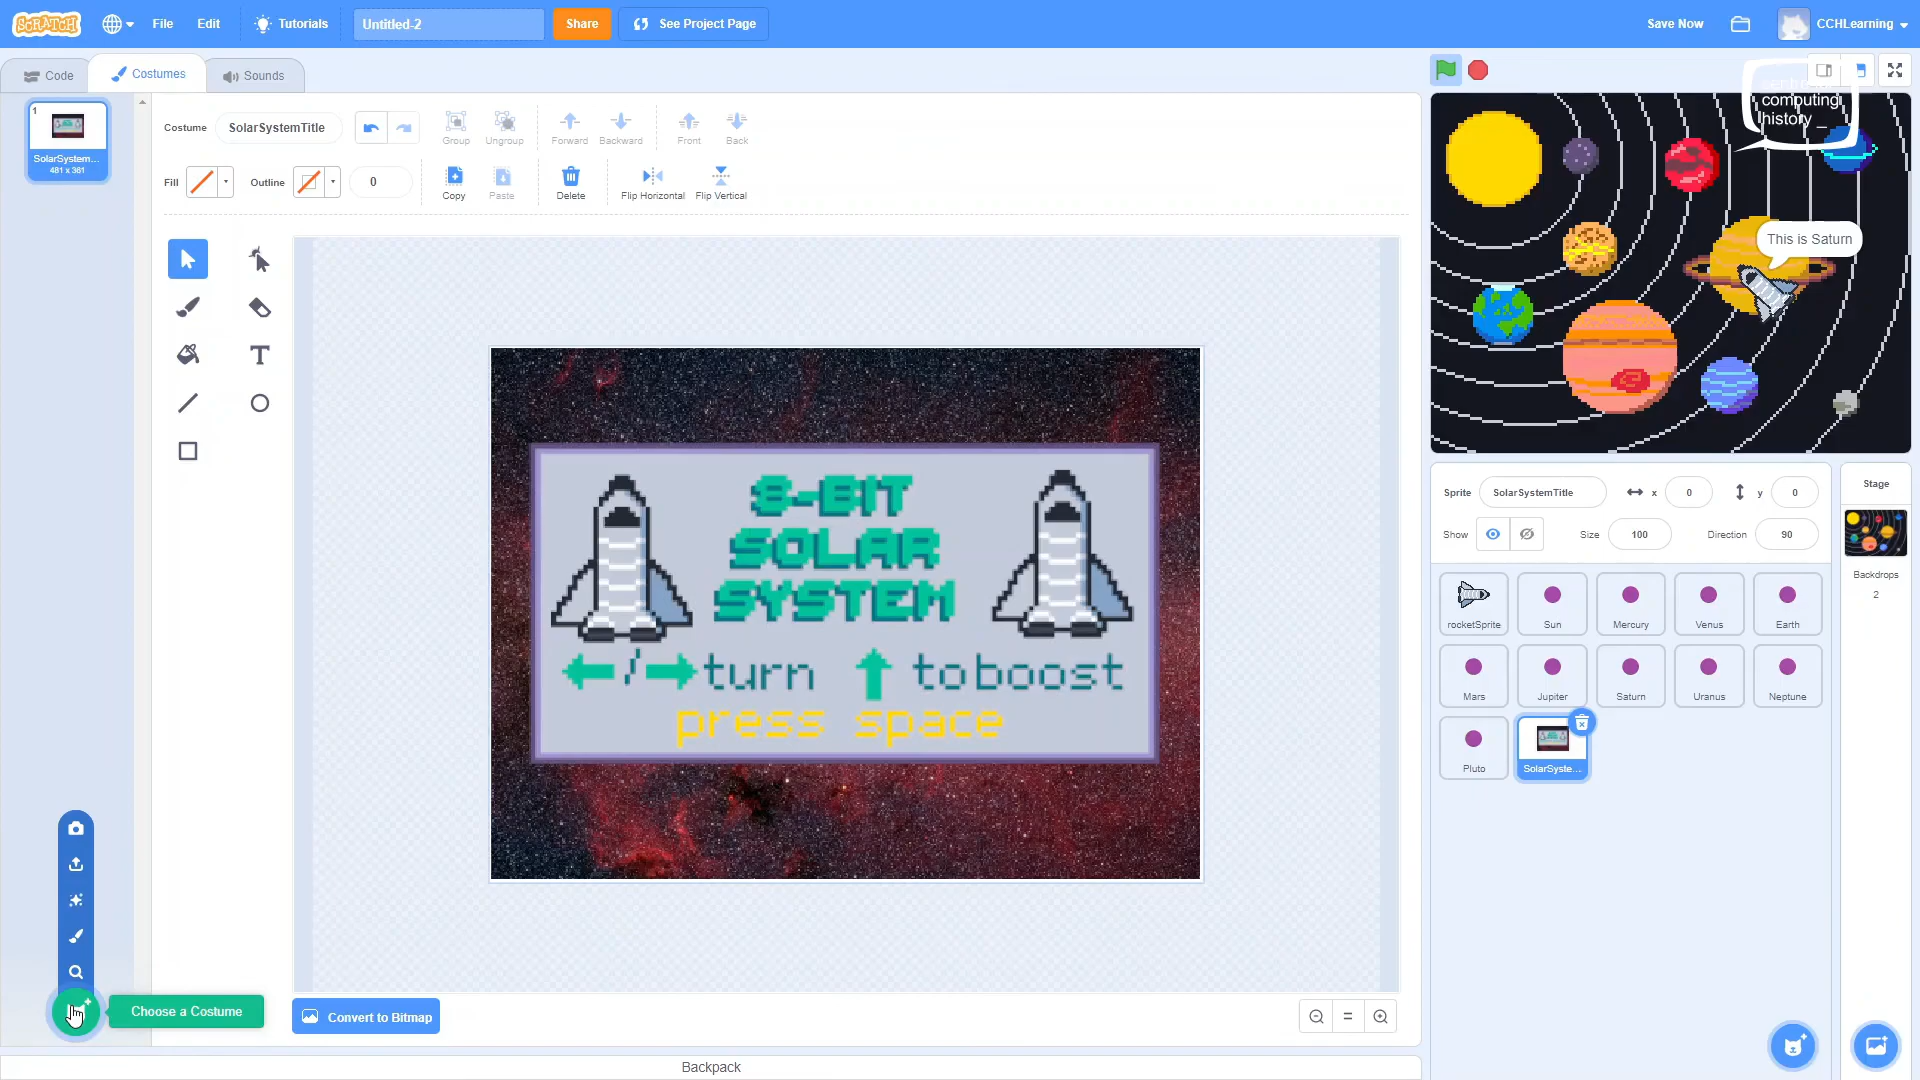 SCRATCH
File
Edit
Tutorials
Untitled-2
Share
See Project Page
Save Now
CCHLearning
Code
Costumes
Sounds
1
SolarSystem...
481 x 361
Costume
SolarSystemTitle
Group
Ungroup
Forward
Backward
Front
Back
Fill
Outline
0
Copy
Paste
Delete
Flip Horizontal
Flip Vertical
8-BIT
SOLAR
SYSTEM
/ turn to boost
press space
Choose a Costume
Convert to Bitmap
Backpack
computing
history _
This is Saturn
Sprite
SolarSystemTitle
x
0
y
0
Show
Size
100
Direction
90
rocketSprite
Sun
Mercury
Venus
Earth
Mars
Jupiter
Saturn
Uranus
Neptune
Pluto
SolarSyste...
Stage
Backdrops
2